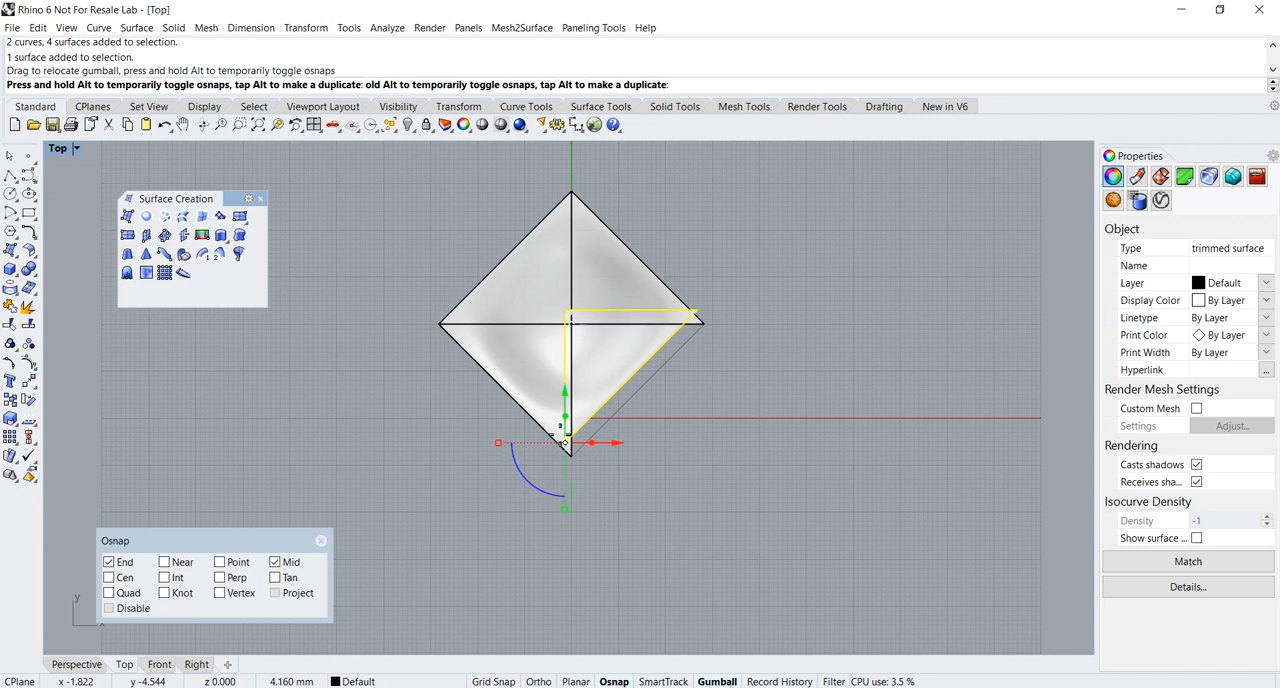 Rhino 6 Not For Resale Lab - [Top]
File Edit View Curve Surface Solid Mesh Dimension Transform Tools Analyze Render Panels Mesh2Surface Paneling Tools Help
2 curves, 4 surfaces added to selection.
1 surface added to selection.
Drag to relocate gumball, press and hold Alt to temporarily toggle osnaps
Press and hold Alt to temporarily toggle osnaps, tap Alt to make a duplicate: old Alt to temporarily toggle osnaps, tap Alt to make a duplicate:
Standard CPlanes Set View Display Select Viewport Layout Visibility Transform Curve Tools Surface Tools Solid Tools Mesh Tools Render Tools Drafting New in V6
Top
Properties
Surface Creation
Object
Type trimmed surface
Name
Layer Default
Display Color By Layer
Linetype By Layer
Print Color By Layer
Print Width By Layer
Hyperlink ...
Render Mesh Settings
Custom Mesh
Settings Adjust...
Rendering
Casts shadows
Receives sha...
Isocurve Density
Density -1
Show surface ...
Match
Details...
Osnap
End Near Point Mid
Cen Int Perp Tan
Quad Knot Vertex Project
Disable
y
x
Perspective Top Front Right
CPlane x -1.822 y -4.544 z 0.000 4.160 mm Default Grid Snap Ortho Planar Osnap SmartTrack Gumball Record History Filter CPU use: 3.5 %